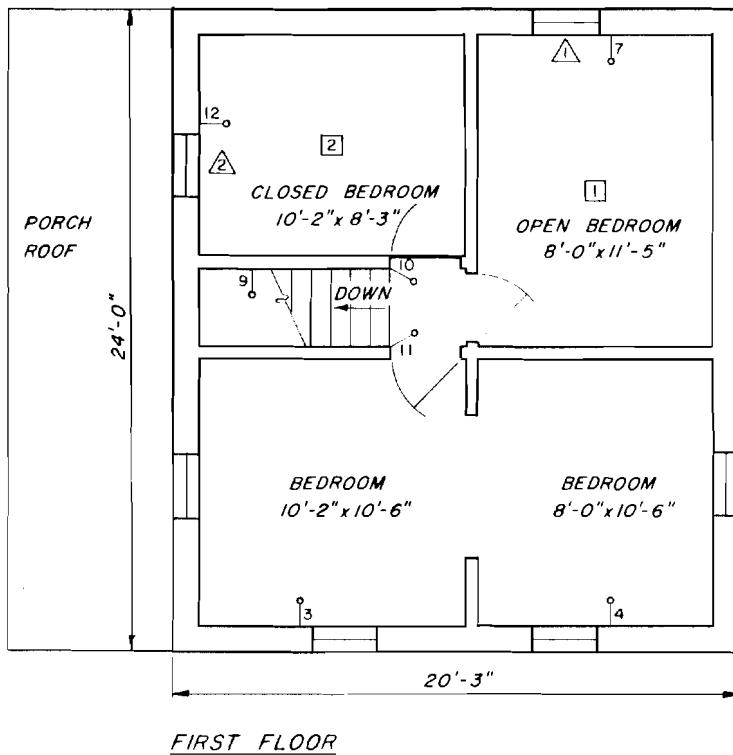 1
7
12
2
2
CLOSED BEDROOM
10'-2" x 8'-3"
1
OPEN BEDROOM
8'-0" x 11'-5"
PORCH
ROOF
24'-0"
9
10
DOWN
11
BEDROOM
10'-2" x 10'-6"
BEDROOM
8'-0" x 10'-6"
3
4
20'-3"
FIRST FLOOR